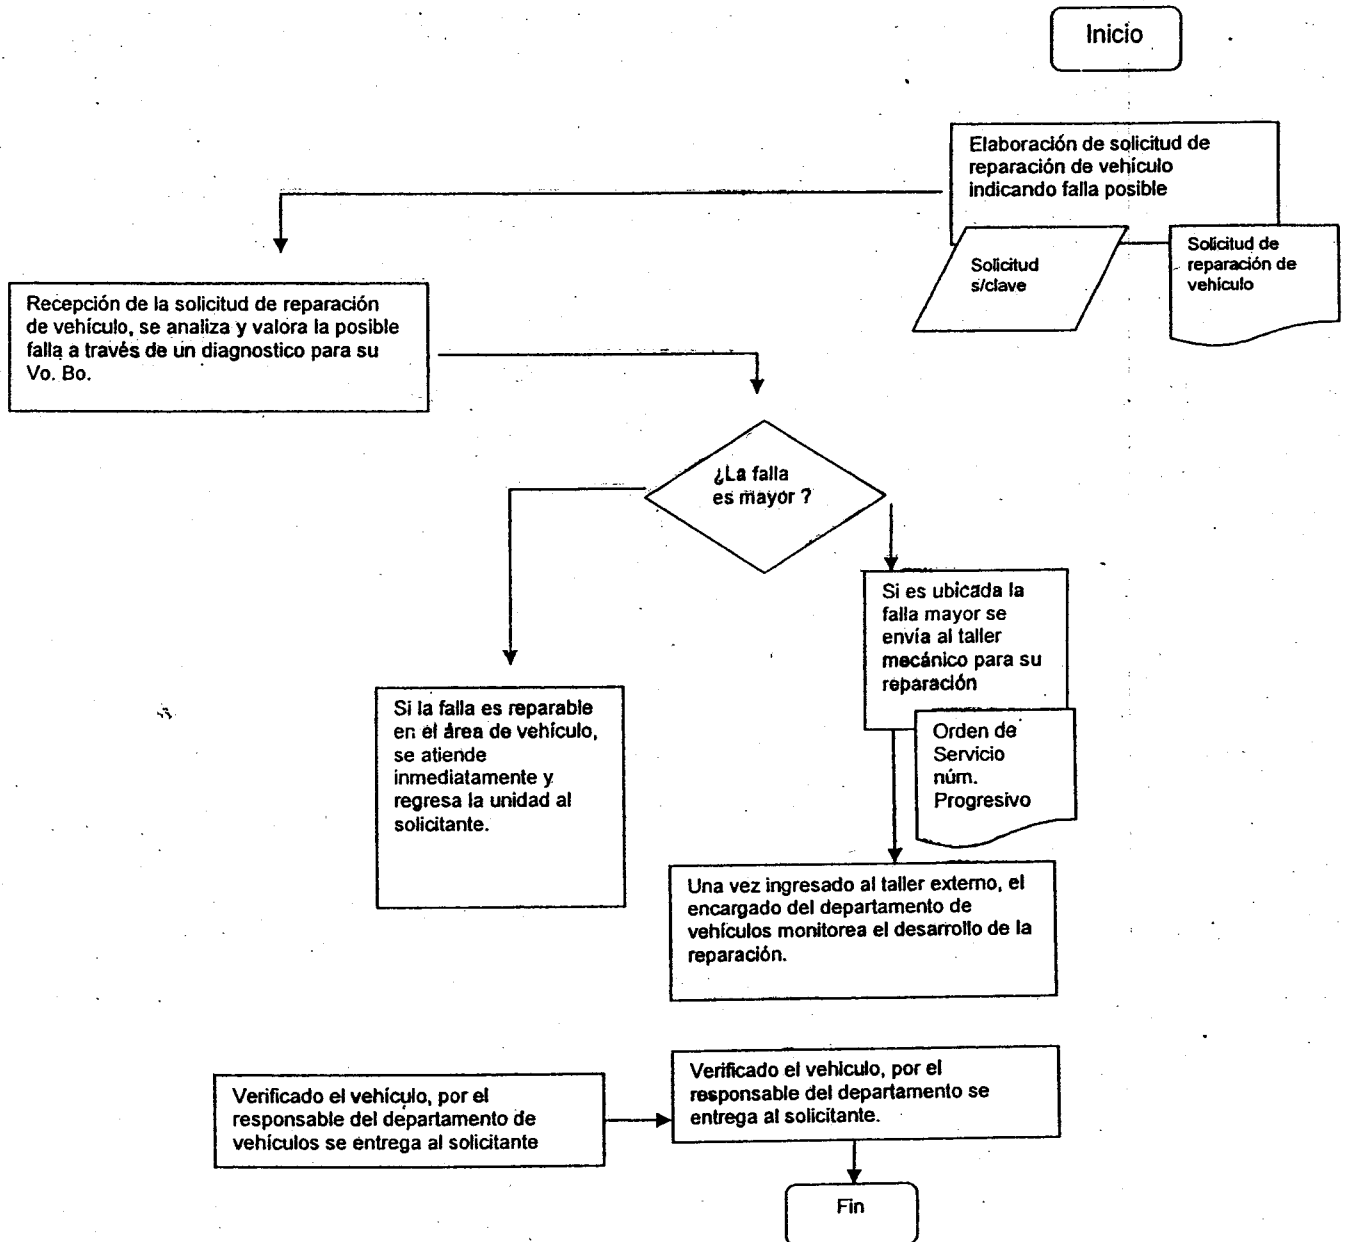 Inicio
Elaboración de solicitud de
reparación de vehículo
indicando falla posible
Solicitud
s/clave
Solicitud de
reparación de
vehículo
Recepción de la solicitud de reparación
de vehículo, se analiza y valora la posible
falla a través de un diagnostico para su
Vo. Bo.
¿La falla
es mayor ?
Si es ubicada la
falla mayor se
envía al taller
mecánico para su
reparación
Orden de
Servicio
núm.
Progresivo
Si la falla es reparable
en el área de vehículo,
se atiende
inmediatamente y
regresa la unidad al
solicitante.
Una vez ingresado al taller externo, el
encargado del departamento de
vehículos monitorea el desarrollo de la
reparación.
Verificado el vehículo, por el
responsable del departamento de
vehículos se entrega al solicitante
Verificado el vehículo, por el
responsable del departamento se
entrega al solicitante.
Fin